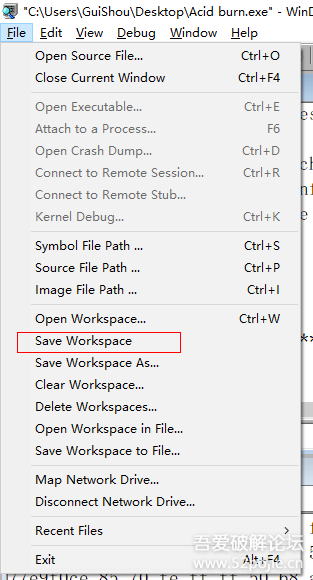 "C:\Users\GuiShou\Desktop\Acid burn.exe" - WinD
File Edit View Debug Window Help
Open Source File... Ctrl+O
Close Current Window Ctrl+F4
Open Executable... Ctrl+E
Attach to a Process... F6
Open Crash Dump... Ctrl+D
Connect to Remote Session... Ctrl+R
Connect to Remote Stub...
Kernel Debug... Ctrl+K
Symbol File Path ... Ctrl+S
Source File Path ... Ctrl+P
Image File Path ... Ctrl+I
Open Workspace... Ctrl+W
Save Workspace
Save Workspace As...
Clear Workspace...
Delete Workspaces...
Open Workspace in File...
Save Workspace to File...
Map Network Drive...
Disconnect Network Drive...
Recent Files
Exit Alt+F4
吾爱破解论坛
www.52pojie.cn